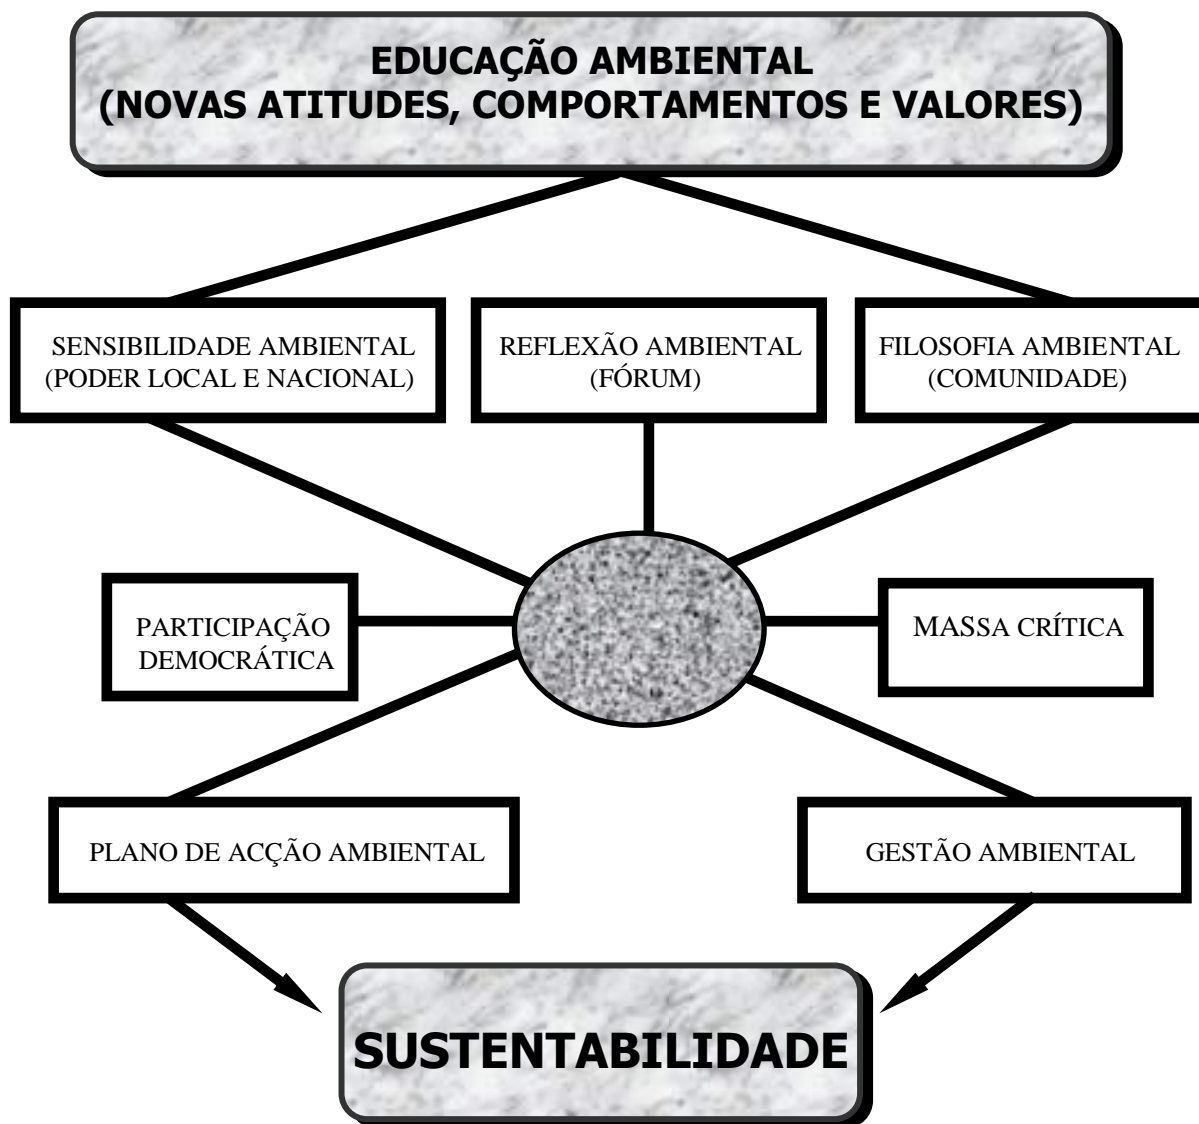 EDUCAÇÃO AMBIENTAL
(NOVAS ATITUDES, COMPORTAMENTOS E VALORES)
SENSIBILIDADE AMBIENTAL
(PODER LOCAL E NACIONAL)
REFLEXÃO AMBIENTAL
(FÓRUM)
FILOSOFIA AMBIENTAL
(COMUNIDADE)
PARTICIPAÇÃO
DEMOCRÁTICA
MASSA CRÍTICA
PLANO DE ACÇÃO AMBIENTAL
GESTÃO AMBIENTAL
SUSTENTABILIDADE